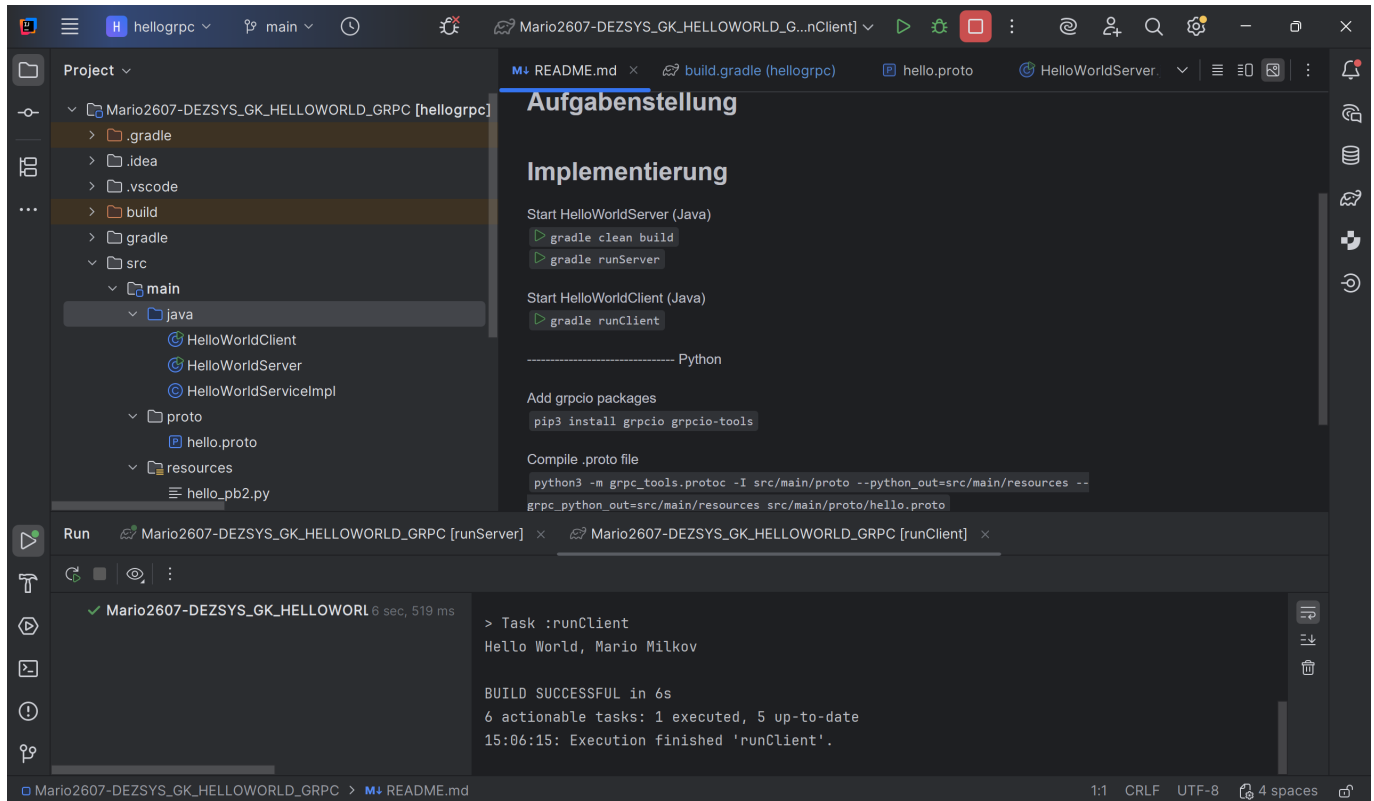 H hellogrpc main Mario2607-DEZSYS_GK_HELLOWORLD_G...nClient]
Project
Mario2607-DEZSYS_GK_HELLOWORLD_GRPC [hellogrpc]
.gradle
.idea
.vscode
build
gradle
src
main
java
HelloWorldClient
HelloWorldServer
HelloWorldServiceImpl
proto
hello.proto
resources
hello_pb2.py
M↓ README.md build.gradle (hellogrpc) hello.proto HelloWorldServer.
Aufgabenstellung
Implementierung
Start HelloWorldServer (Java)
gradle clean build
gradle runServer
Start HelloWorldClient (Java)
gradle runClient
-------------------------------- Python
Add grpcio packages
pip3 install grpcio grpcio-tools
Compile .proto file
python3 -m grpc_tools.protoc -I src/main/proto --python_out=src/main/resources --
grpc_python_out=src/main/resources src/main/proto/hello.proto
Run Mario2607-DEZSYS_GK_HELLOWORLD_GRPC [runServer] Mario2607-DEZSYS_GK_HELLOWORLD_GRPC [runClient]
Mario2607-DEZSYS_GK_HELLOWORL 6 sec, 519 ms
> Task :runClient
Hello World, Mario Milkov
BUILD SUCCESSFUL in 6s
6 actionable tasks: 1 executed, 5 up-to-date
15:06:15: Execution finished 'runClient'.
Mario2607-DEZSYS_GK_HELLOWORLD_GRPC > M↓ README.md 1:1 CRLF UTF-8 4 spaces